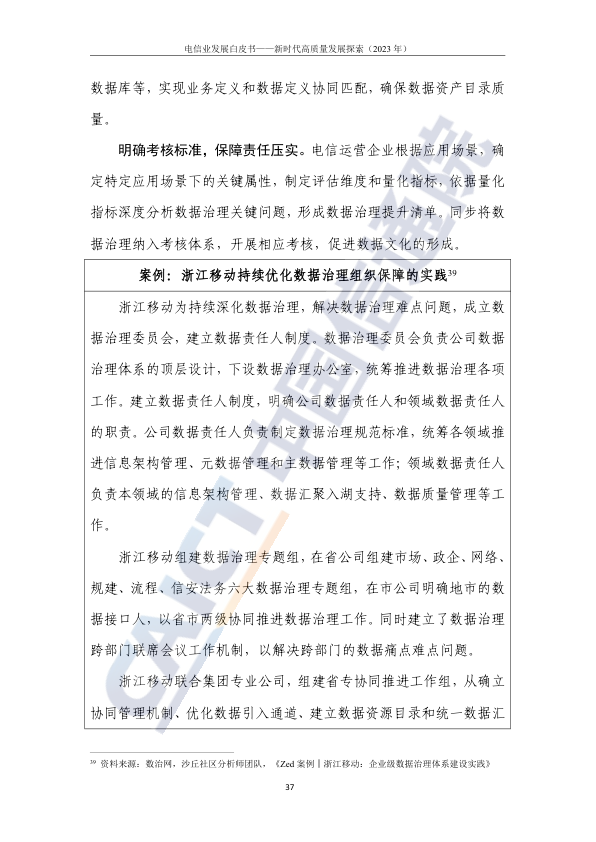 电信业发展白皮书——新时代高质量发展探索（2023 年）
数据库等，实现业务定义和数据定义协同匹配，确保数据资产目录质
量。
明确考核标准，保障责任压实。电信运营企业根据应用场景，确
定特定应用场景下的关键属性，制定评估维度和量化指标，依据量化
指标深度分析数据治理关键问题，形成数据治理提升清单。同步将数
据治理纳入考核体系，开展相应考核，促进数据文化的形成。
案例：浙江移动持续优化数据治理组织保障的实践39
浙江移动为持续深化数据治理，解决数据治理难点问题，成立数
据治理委员会，建立数据责任人制度。数据治理委员会负责公司数据
治理体系的顶层设计，下设数据治理办公室，统筹推进数据治理各项
工作。建立数据责任人制度，明确公司数据责任人和领域数据责任人
的职责。公司数据责任人负责制定数据治理规范标准，统筹各领域推
进信息架构管理、元数据管理和主数据管理等工作；领域数据责任人
负责本领域的信息架构管理、数据汇聚入湖支持、数据质量管理等工
作。
浙江移动组建数据治理专题组，在省公司组建市场、政企、网络、
规建、流程、信安法务六大数据治理专题组，在市公司明确地市的数
据接口人，以省市两级协同推进数据治理工作。同时建立了数据治理
跨部门联席会议工作机制，以解决跨部门的数据痛点难点问题。
浙江移动联合集团专业公司，组建省专协同推进工作组，从确立
协同管理机制、优化数据引入通道、建立数据资源目录和统一数据汇
39 资料来源：数治网，沙丘社区分析师团队，《Zed 案例｜浙江移动：企业级数据治理体系建设实践》
37
CAICT 中国信通院